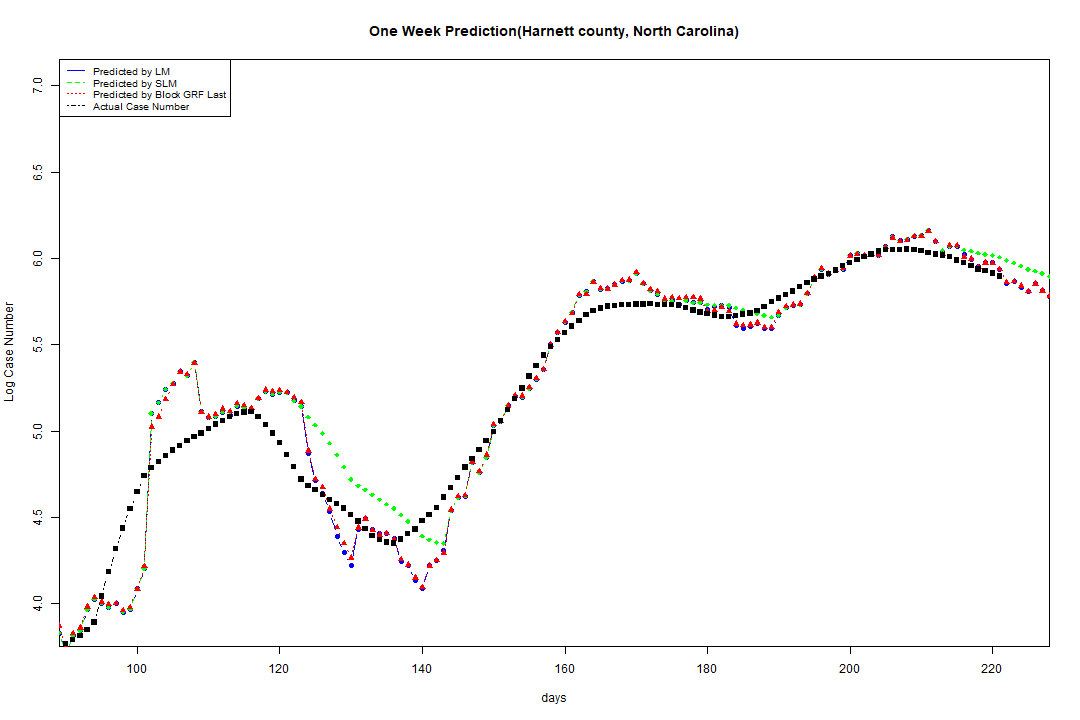 One Week Prediction(Harnett county, North Carolina)
Predicted by LM
Predicted by SLM
Predicted by Block GRF Last
Actual Case Number
Log Case Number
7.0
6.5
6.0
5.5
5.0
4.5
4.0
100 120 140 160 180 200 220
days